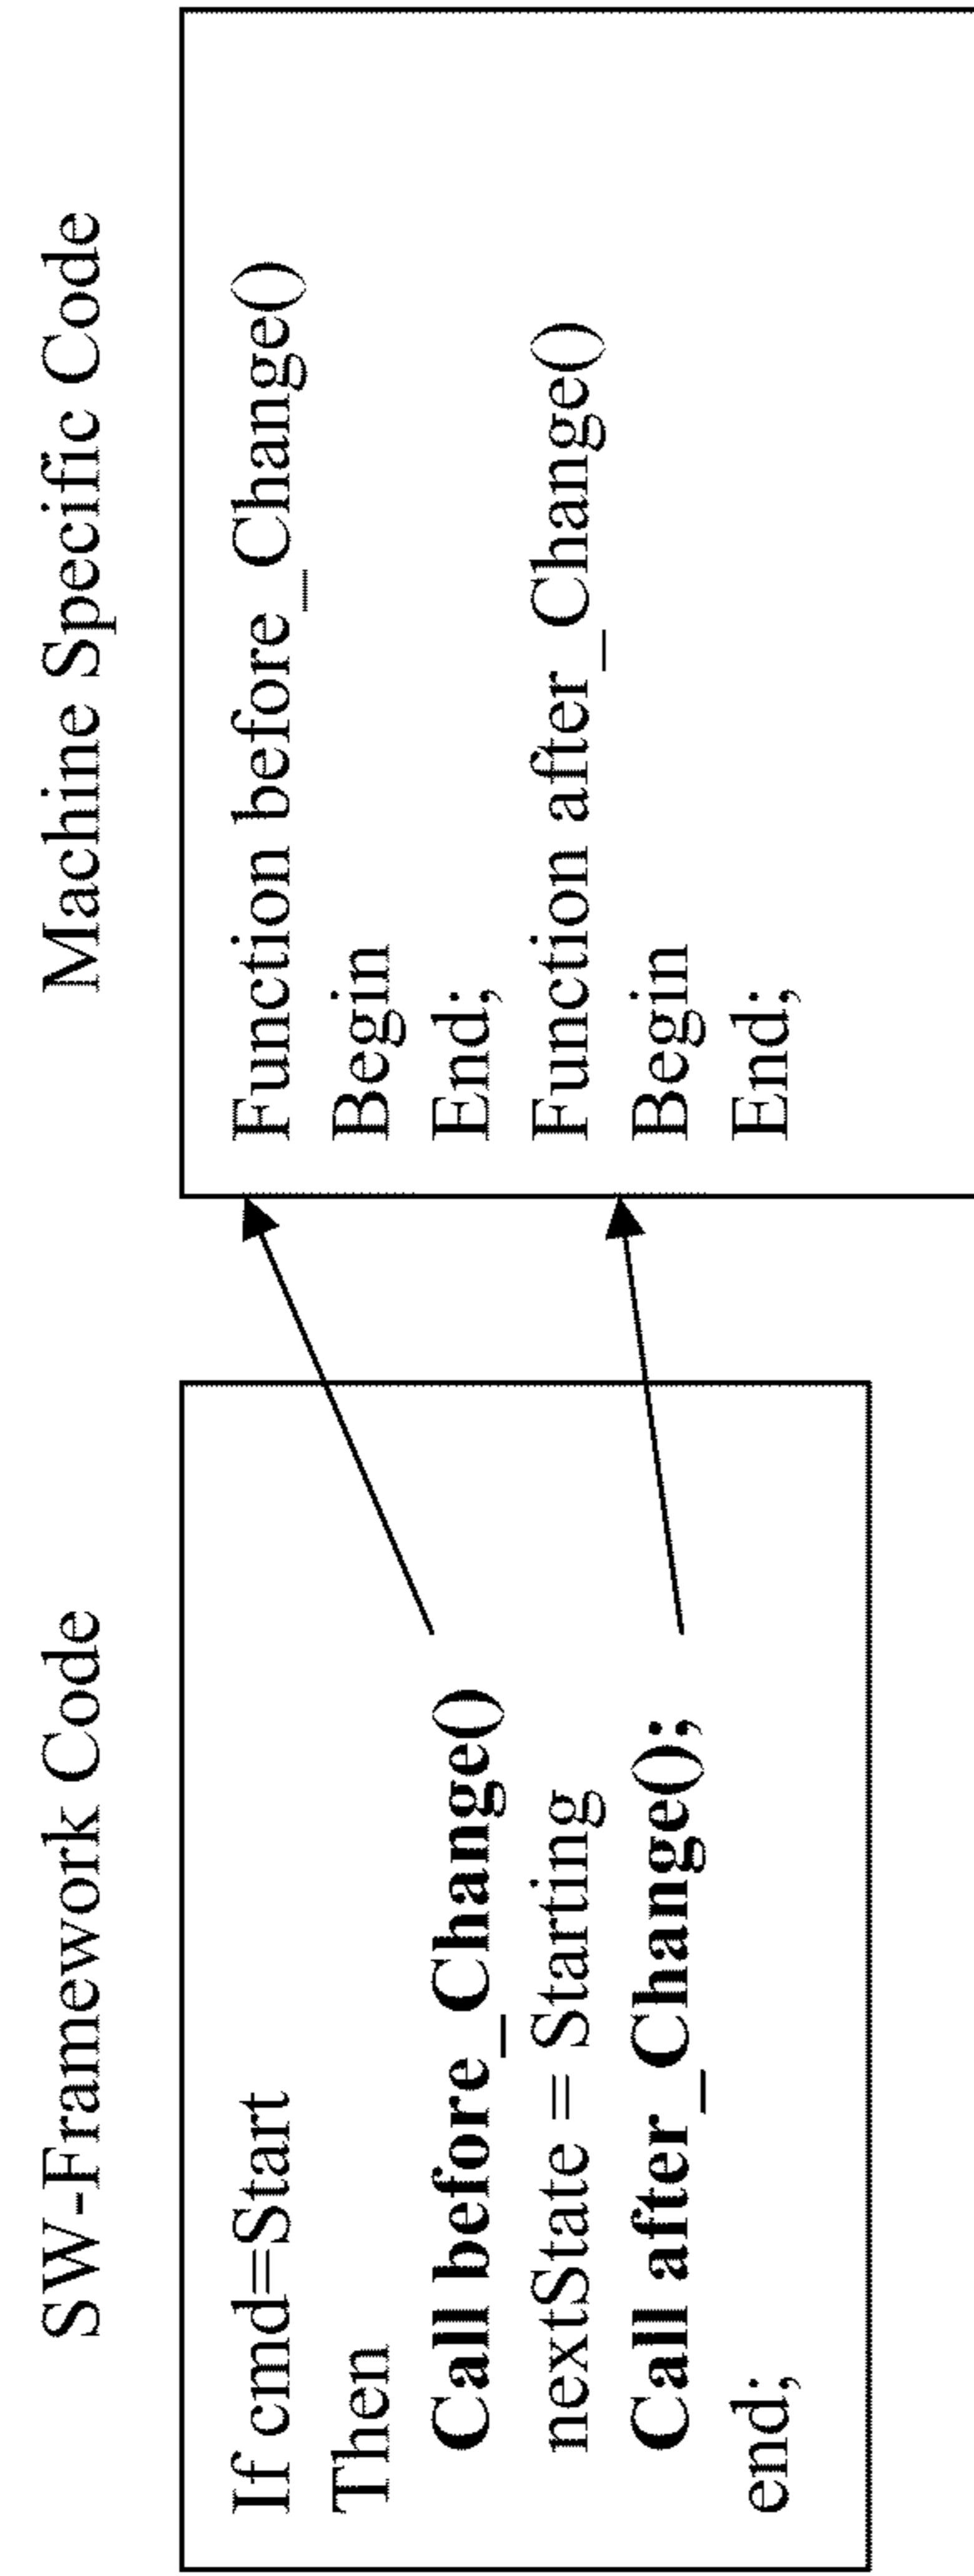 SW-Framework Code
If cmd=Start
Then
Call before_Change()
nextState = Starting
Call after_Change();
end;
Machine Specific Code
Function before_Change()
Begin
End;
Function after_Change()
Begin
End;